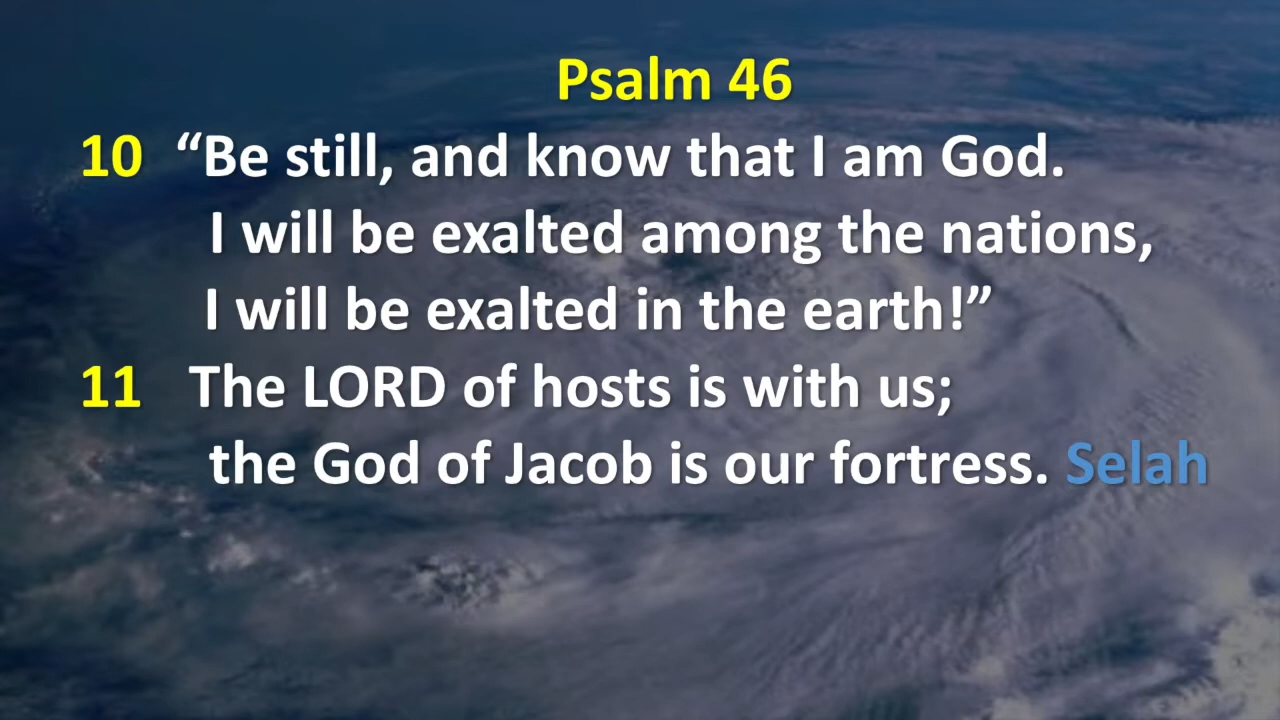 Psalm 46
10 “Be still, and know that I am God.
I will be exalted among the nations,
I will be exalted in the earth!”
11 The LORD of hosts is with us;
the God of Jacob is our fortress. Selah